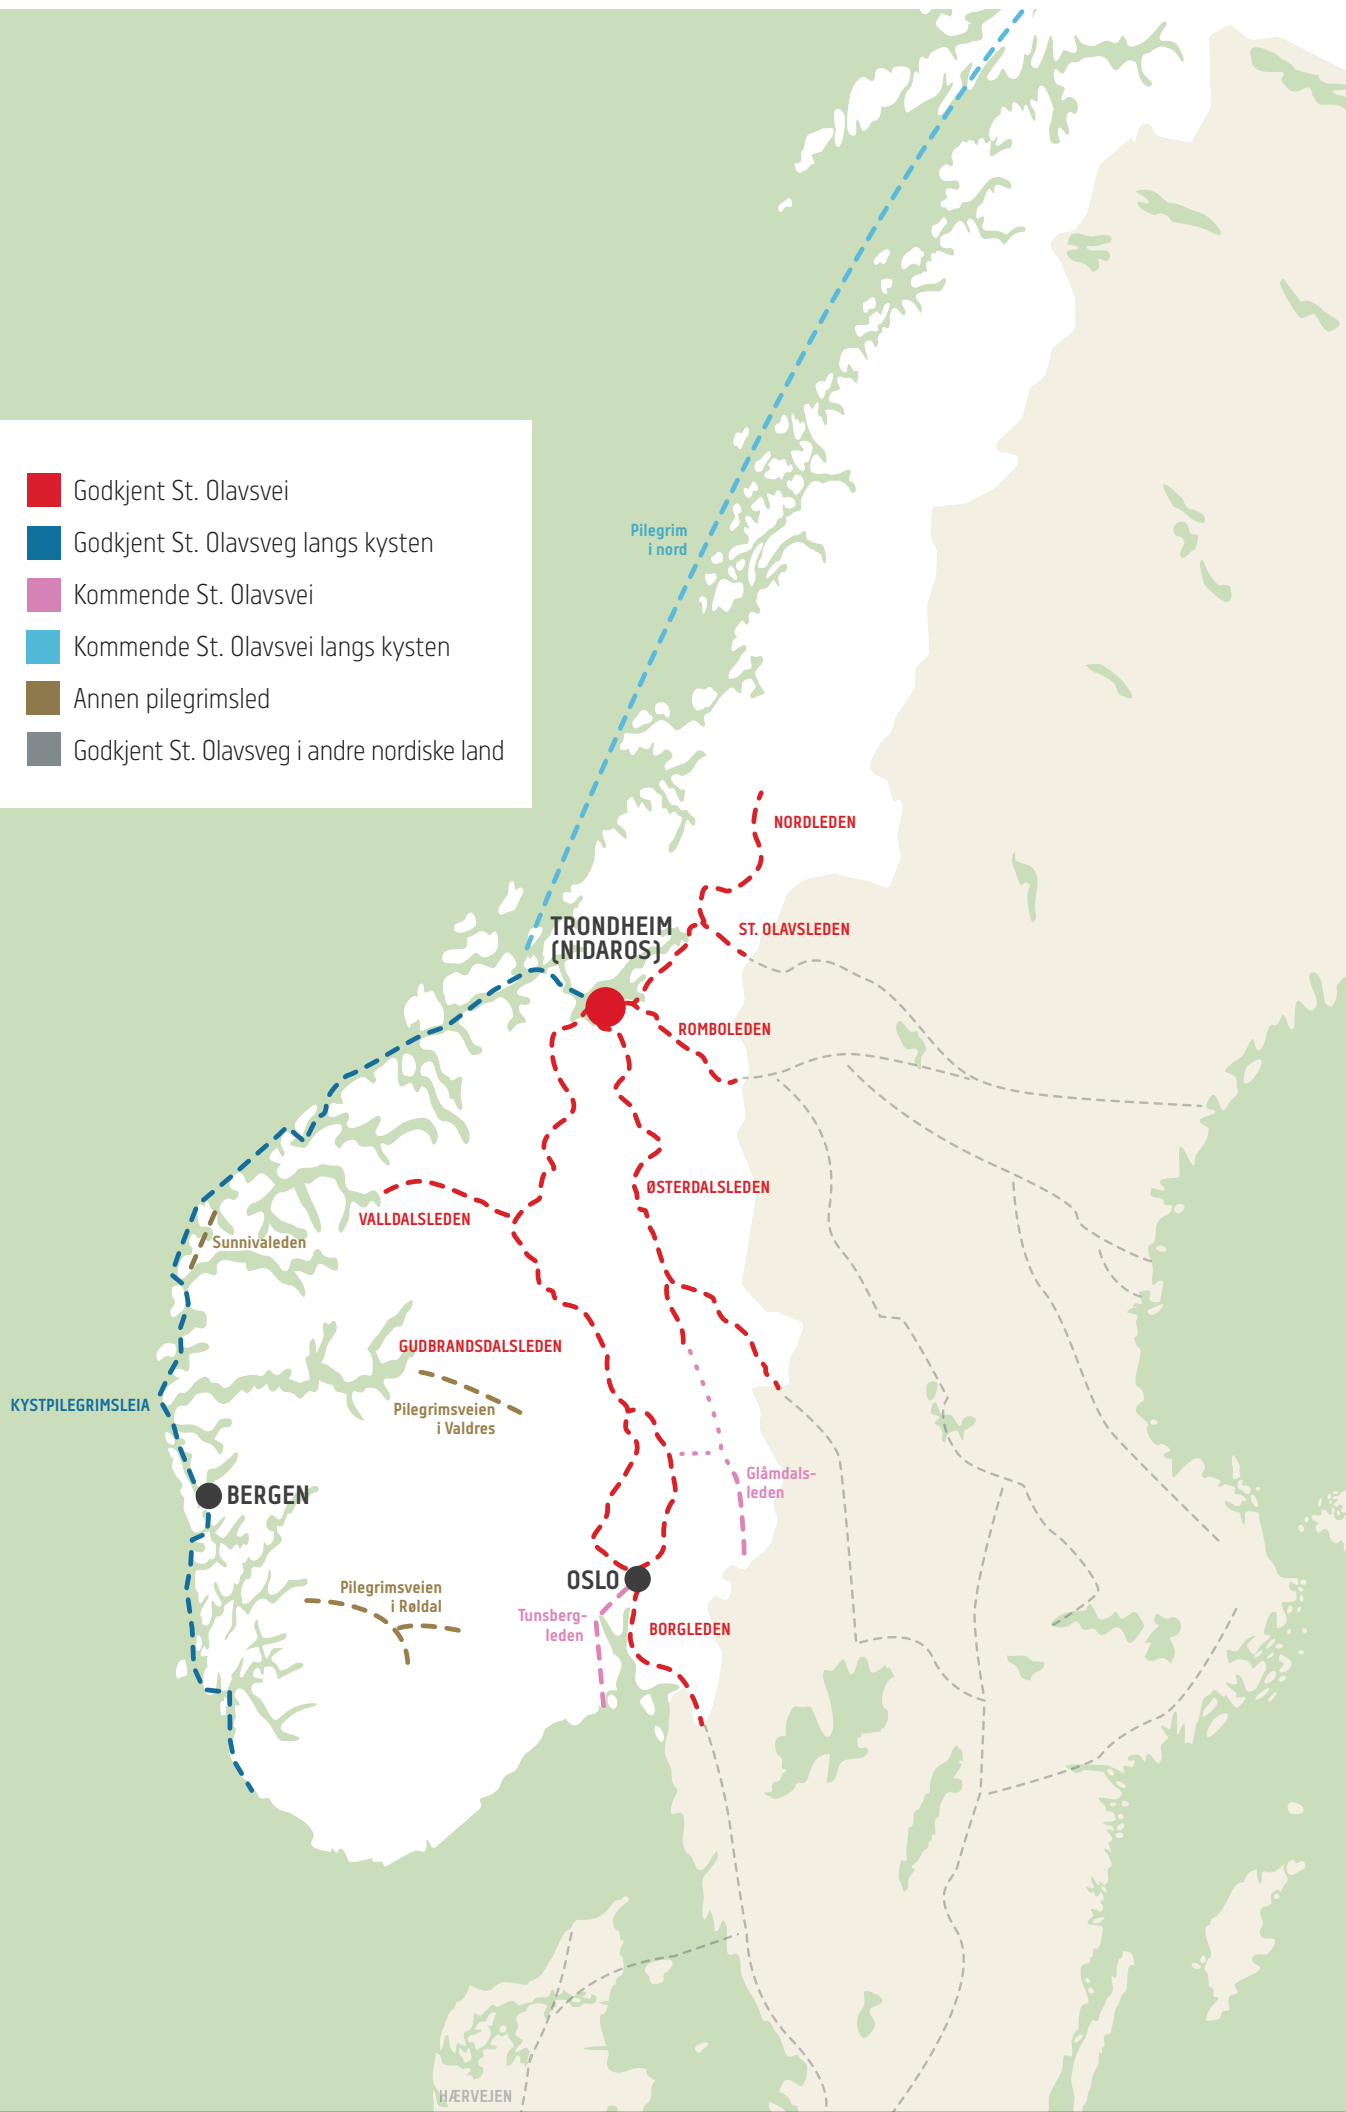 Godkjent St. Olavsvei
Godkjent St. Olavsveg langs kysten
Kommende St. Olavsvei
Kommende St. Olavsvei langs kysten
Annen pilegrimsled
Godkjent St. Olavsveg i andre nordiske land
Pilegrim
i nord
NORDLEDEN
TRONDHEIM
(NIDAROS)
ST. OLAVSLEDEN
ROMBOLEDEN
ØSTERDALSLEDEN
VALLDALSLEDEN
Sunnivaleden
GUDBRANDSDALSLEDEN
KYSTPILEGRIMSLEIA
Pilegrimsveien
i Valdres
Glåmdals-
leden
BERGEN
OSLO
Pilegrimsveien
i Røldal
Tunsberg-
leden
BORGLEDEN
HÆRVEJEN